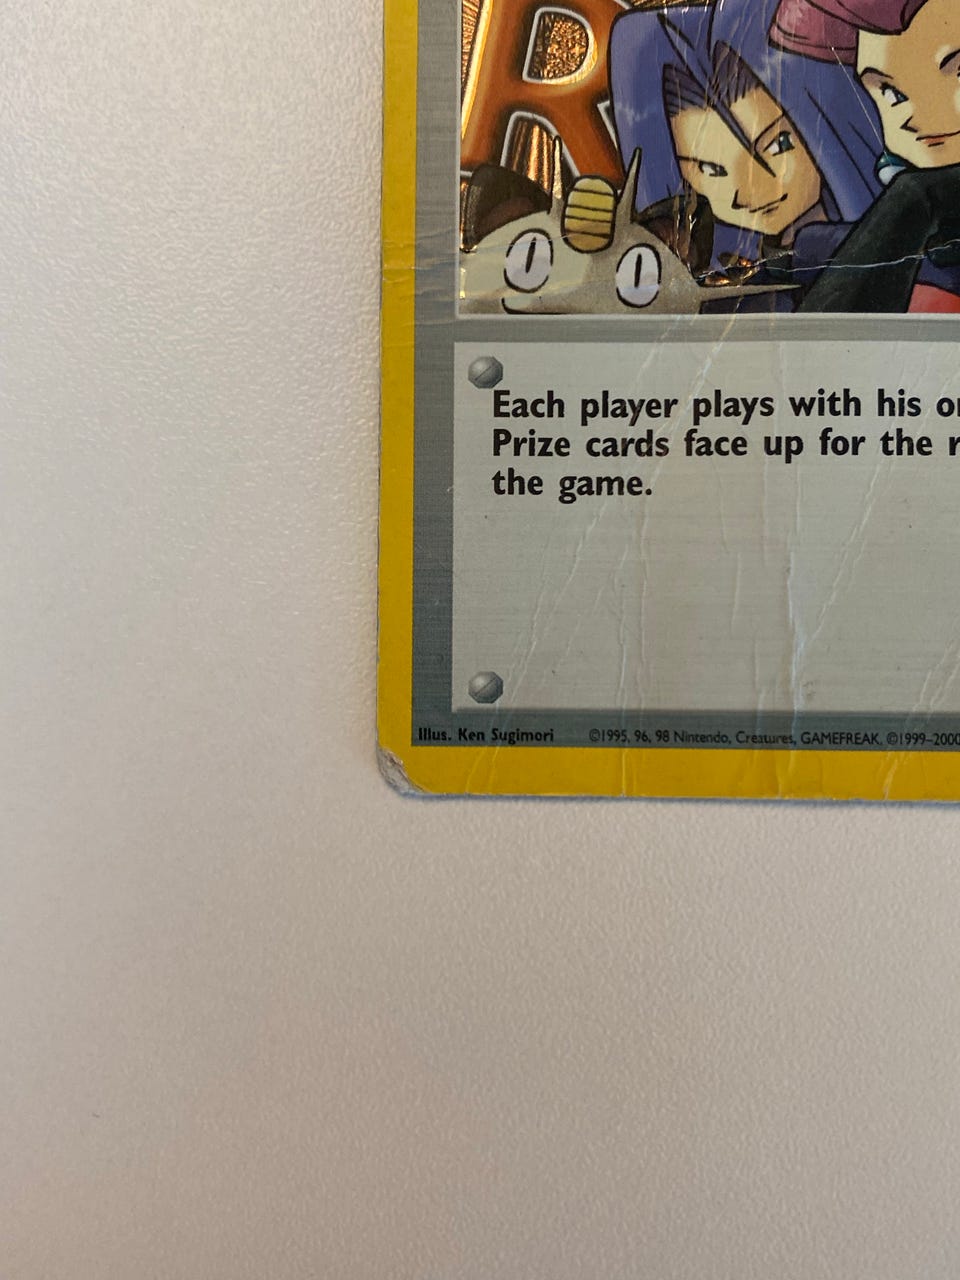 R
Each player plays with his or
Prize cards face up for the r
the game.
Illus. Ken Sugimori ©1995, 96, 98 Nintendo, Creatures, GAMEFREAK. ©1999–2000